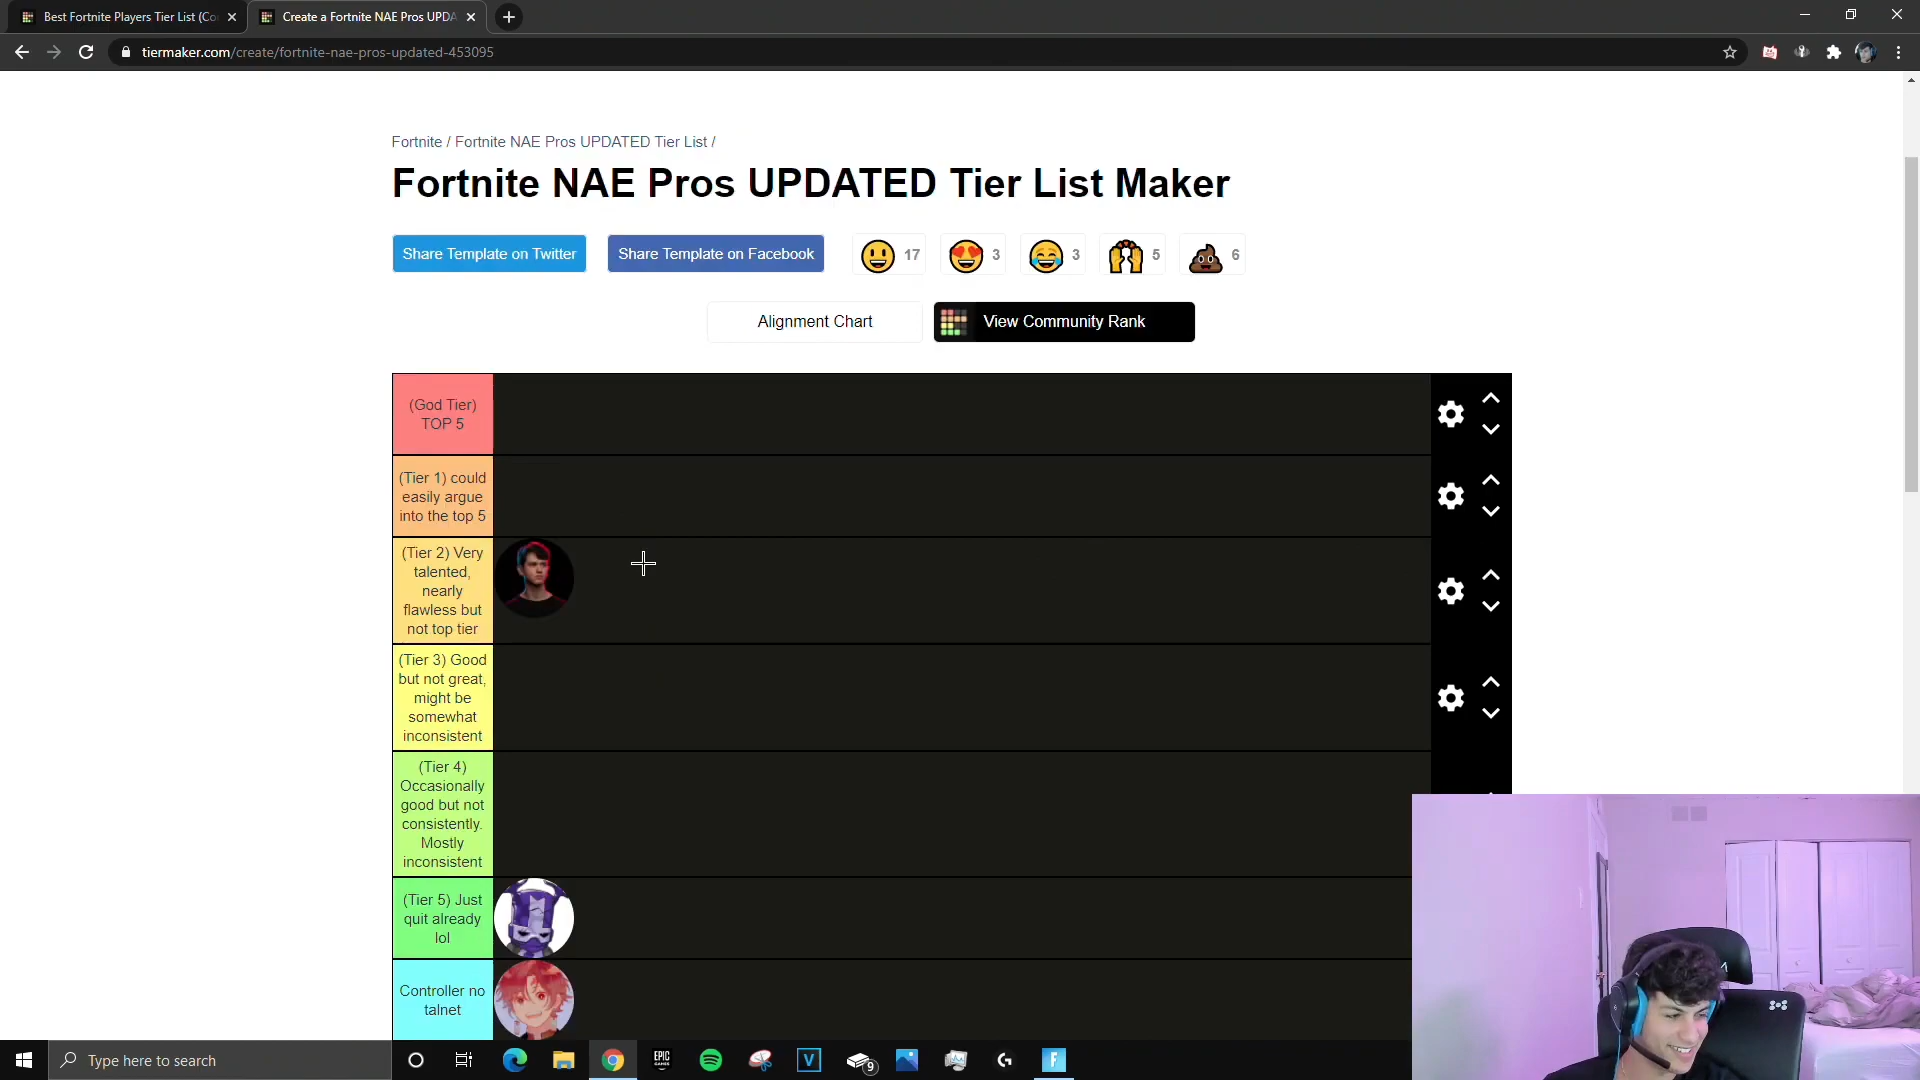 Best Fortnite Players Tier List (Co
Create a Fortnite NAE Pros UPDA
tiermaker.com/create/fortnite-nae-pros-updated-453095
Fortnite / Fortnite NAE Pros UPDATED Tier List /
Fortnite NAE Pros UPDATED Tier List Maker
Share Template on Twitter
Share Template on Facebook
17
3
3
5
6
Alignment Chart
View Community Rank
(God Tier)
TOP 5
(Tier 1) could
easily argue
into the top 5
(Tier 2) Very
talented,
nearly
flawless but
not top tier
(Tier 3) Good
but not great,
might be
somewhat
inconsistent
(Tier 4)
Occasionally
good but not
consistently.
Mostly
inconsistent
(Tier 5) Just
quit already
lol
Controller no
talnet
Type here to search
EPIC
GAMES
V
9
G
F